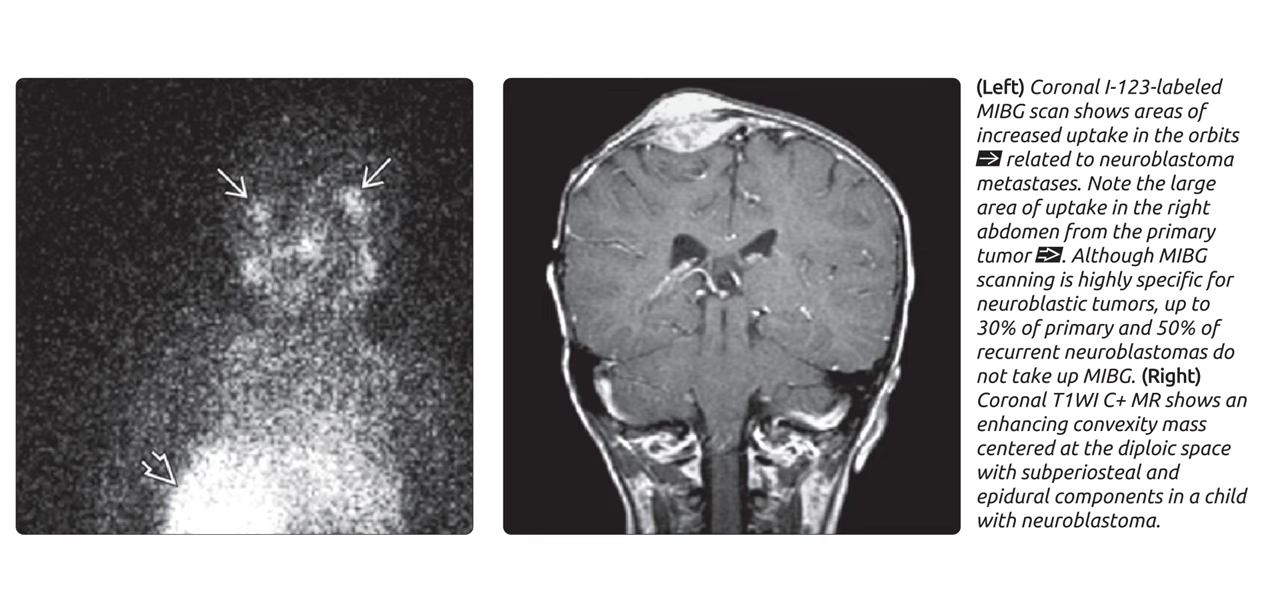 (Left) Coronal I-123-labeled
MIBG scan shows areas of
increased uptake in the orbits
related to neuroblastoma
metastases. Note the large
area of uptake in the right
abdomen from the primary
tumor . Although MIBG
scanning is highly specific for
neuroblastic tumors, up to
30% of primary and 50% of
recurrent neuroblastomas do
not take up MIBG. (Right)
Coronal T1WI C+ MR shows an
enhancing convexity mass
centered at the diploic space
with subperiosteal and
epidural components in a child
with neuroblastoma.